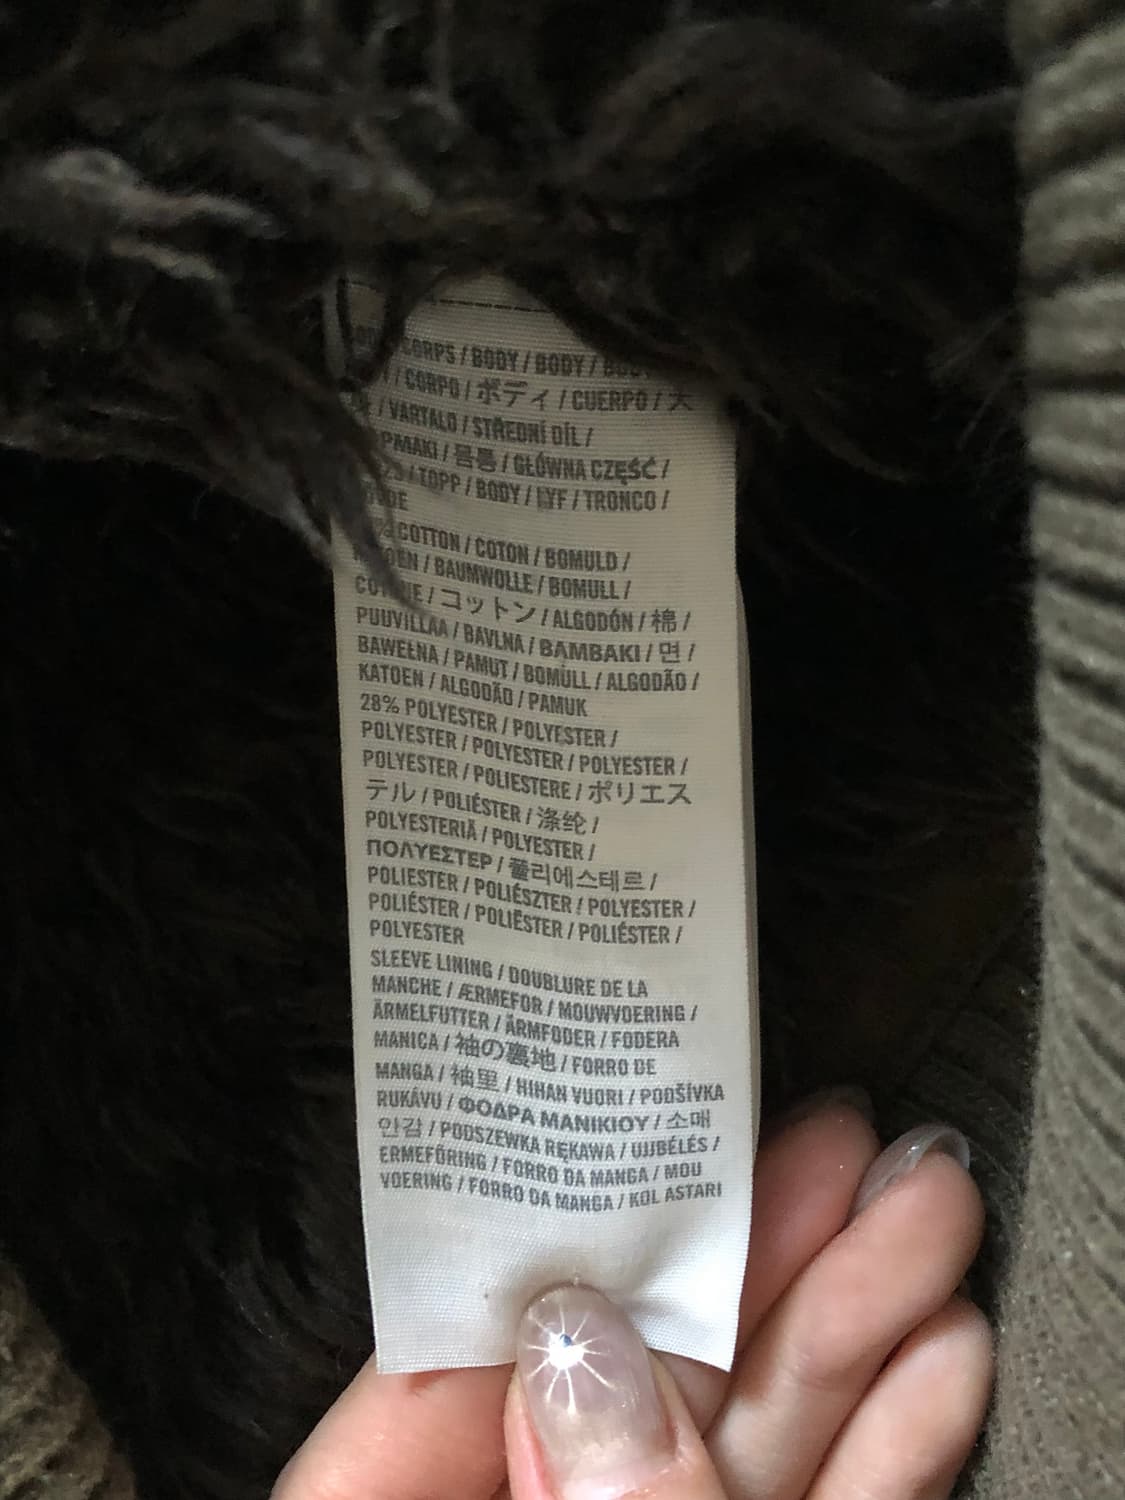 CORPS / BODY / BODY /
/ CORPO / ボディ / CUERPO / 大
/ VARTALO / STŘEDNÍ DÍL /
몸통 / GŁÓWNA CZĘŚĆ /
/ TOPP / BODY / LYF / TRONCO /
COTTON / COTON / BOMULD /
/ BAUMWOLLE / BOMULL /
/ コットン / ALGODÓN / 棉 /
PUUVILLAA / BAVLNA / BAMBAKI / 면 /
BAWEŁNA / PAMUT / BOMULL / ALGODÃO /
KATOEN / ALGODÃO / PAMUK
28% POLYESTER / POLYESTER /
POLYESTER / POLYESTER / POLYESTER /
POLYESTER / POLIESTERE / ポリエス
テル / POLIÉSTER / 涤纶 /
POLYESTERIÄ / POLYESTER /
ΠΟΛΥΕΣΤΕΡ / 폴리에스테르 /
POLIESTER / POLIÉSZTER / POLYESTER /
POLIÉSTER / POLIËSTER / POLIÉSTER /
POLYESTER
SLEEVE LINING / DOUBLURE DE LA
MANCHE / ÆRMEFOR / MOUWVOERING /
ÄRMELFUTTER / ÄRMFODER / FODERA
MANICA / 袖の裏地 / FORRO DE
MANGA / 袖里 / HIHAN VUORI / PODŠÍVKA
RUKÁVU / ΦΟΔΡΑ ΜΑΝΙΚΙΟΥ / 소매
안감 / PODSZEWKA RĘKAWA / UJJBÉLÉS /
ERMEFÔRING / FORRO DA MANGA / MOU
VOERING / FORRO DA MANGA / KOL ASTARI